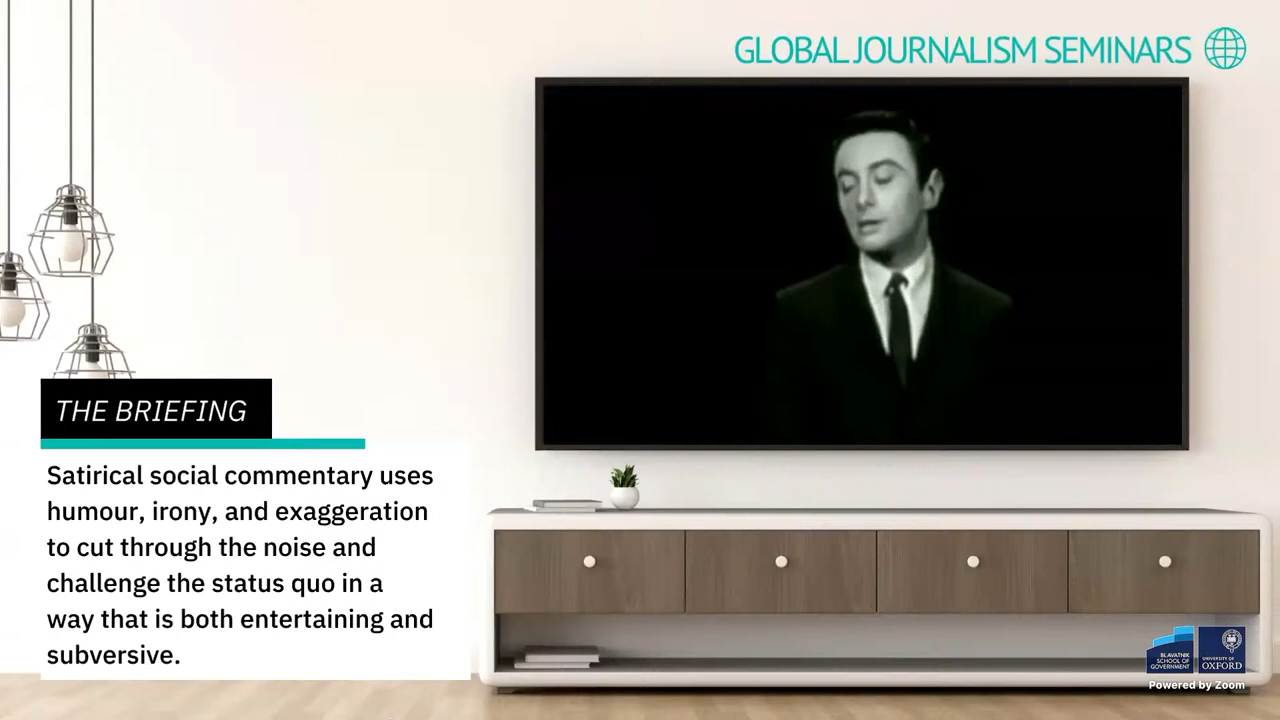 GLOBAL JOURNALISM SEMINARS
THE BRIEFING
Satirical social commentary uses
humour, irony, and exaggeration
to cut through the noise and
challenge the status quo in a
way that is both entertaining and
subversive.
BLAVATNIK
SCHOOL OF
GOVERNMENT
UNIVERSITY OF
OXFORD
Powered by Zoom